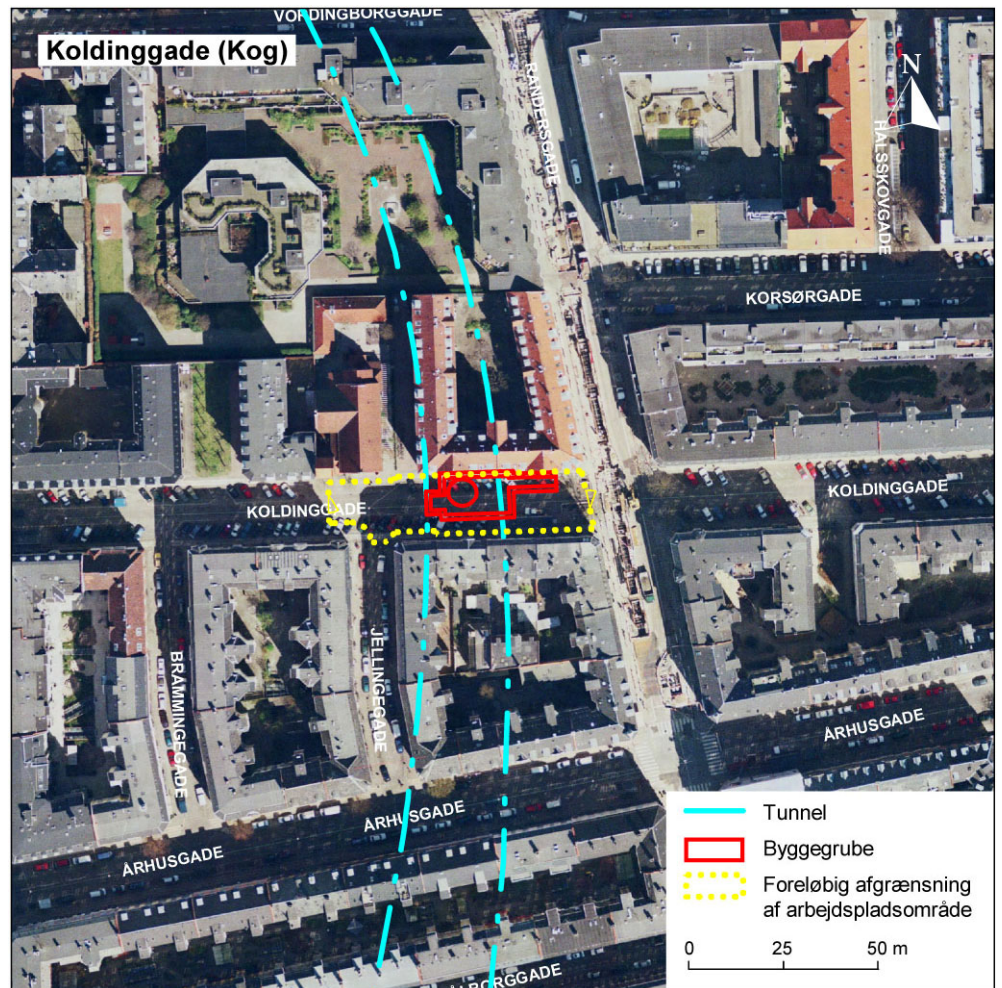 VORDINGBORGGADE
Koldinggade (Kog)
RANDERSGADE
N
HALSSKOVGADE
KORSØRGADE
KOLDINGGADE
KOLDINGGADE
BRAMMINGEGADE
JELLINGEGADE
ÅRHUSGADE
ÅRHUSGADE
ÅRHUSGADE
Tunnel
Byggegrube
Foreløbig afgrænsning
af arbejdspladsområde
0 25 50 m